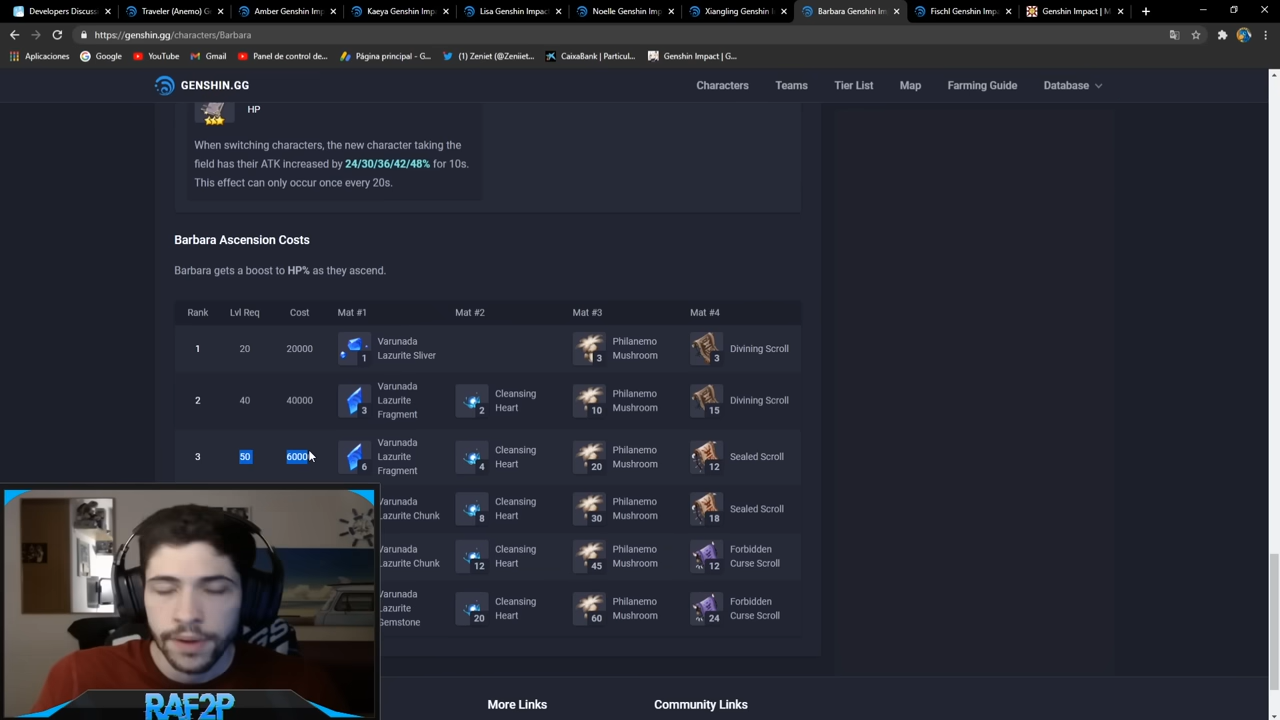 Developers Discuss
Traveler (Anemo) G
Amber Genshin Imp
Kaeya Genshin Imp
Lisa Genshin Impac
Noelle Genshin Imp
Xiangling Genshin I
Barbara Genshin Im
Fischl Genshin Impa
Genshin Impact | M
https://genshin.gg/characters/Barbara
Aplicaciones
Google
YouTube
Gmail
Panel de control de...
Página principal - G...
(1) Zeniet (@Zeniiet...
CaixaBank | Particul...
Genshin Impact | G...
GENSHIN.GG
Characters
Teams
Tier List
Map
Farming Guide
Database
HP
When switching characters, the new character taking the
field has their ATK increased by 24/30/36/42/48% for 10s.
This effect can only occur once every 20s.
Barbara Ascension Costs
Barbara gets a boost to HP% as they ascend.
Rank Lvl Req Cost Mat #1 Mat #2 Mat #3 Mat #4
1 20 20000
1 Varunada
Lazurite Sliver
3 Philanemo
Mushroom
3 Divining Scroll
2 40 40000
3 Varunada
Lazurite
Fragment
2 Cleansing
Heart
10 Philanemo
Mushroom
15 Divining Scroll
3 50 6000
6 Varunada
Lazurite
Fragment
4 Cleansing
Heart
20 Philanemo
Mushroom
12 Sealed Scroll
Varunada
Lazurite Chunk
8 Cleansing
Heart
30 Philanemo
Mushroom
18 Sealed Scroll
Varunada
Lazurite Chunk
12 Cleansing
Heart
45 Philanemo
Mushroom
12 Forbidden
Curse Scroll
Varunada
Lazurite
Gemstone
20 Cleansing
Heart
60 Philanemo
Mushroom
24 Forbidden
Curse Scroll
More Links
Community Links
RAF2P